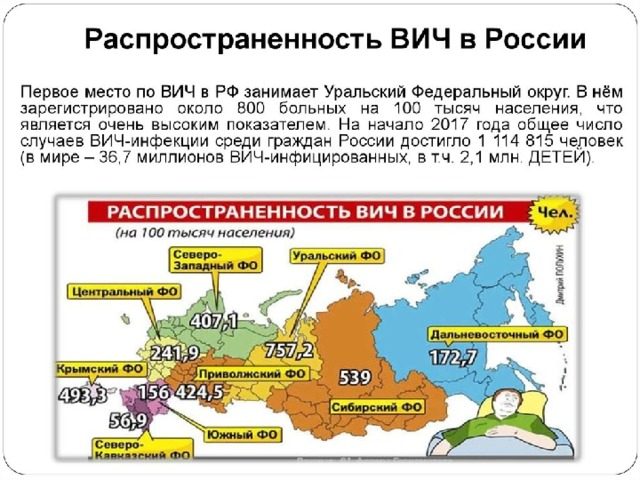 Распространенность ВИЧ в России
Первое место по ВИЧ в РФ занимает Уральский Федеральный округ. В нём
зарегистрировано около 800 больных на 100 тысяч населения, что
является очень высоким показателем. На начало 2017 года общее число
случаев ВИЧ-инфекции среди граждан России достигло 1 114 815 человек
(в мире – 36,7 миллионов ВИЧ-инфицированных, в т.ч. 2,1 млн. ДЕТЕЙ).
РАСПРОСТРАНЕННОСТЬ ВИЧ В РОССИИ
Чел.
(на 100 тысяч населения)
Северо-
Западный ФО
407,1
Уральский ФО
757,2
Центральный ФО
241,9
Дальневосточный ФО
172,7
Крымский ФО
493,3
Приволжский ФО
424,5
156
539
Сибирский ФО
56,9
Южный ФО
Северо-
Кавказский ФО
Дмитрий ПОЛУХИН